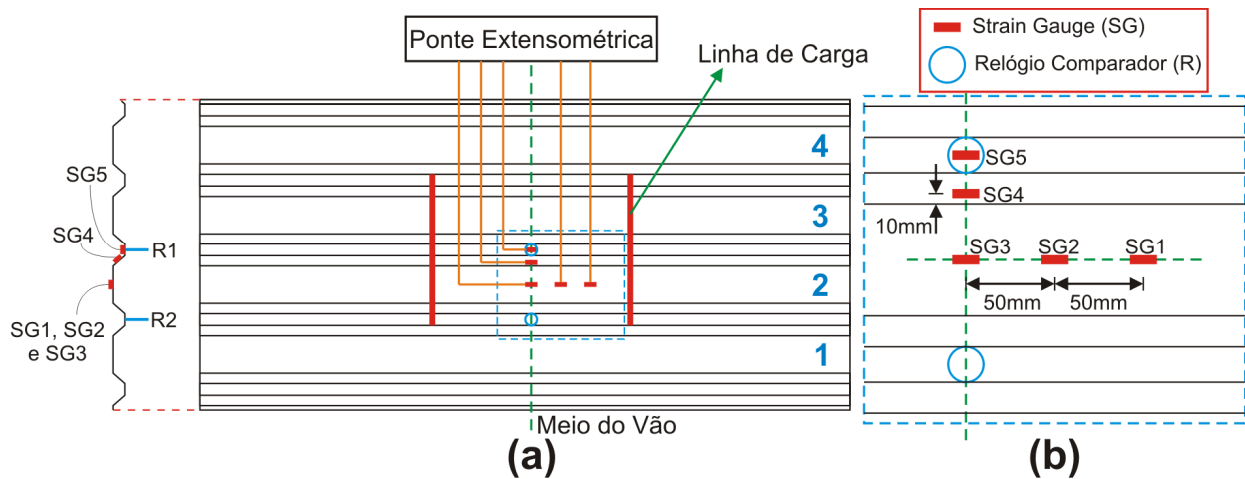 Ponte Extensométrica
Linha de Carga
Strain Gauge (SG)
Relógio Comparador (R)
SG5
SG4
R1
R2
SG1, SG2
e SG3
4
3
2
1
Meio do Vão
(a)
SG5
SG4
10mm
SG3
SG2
SG1
50mm
50mm
(b)